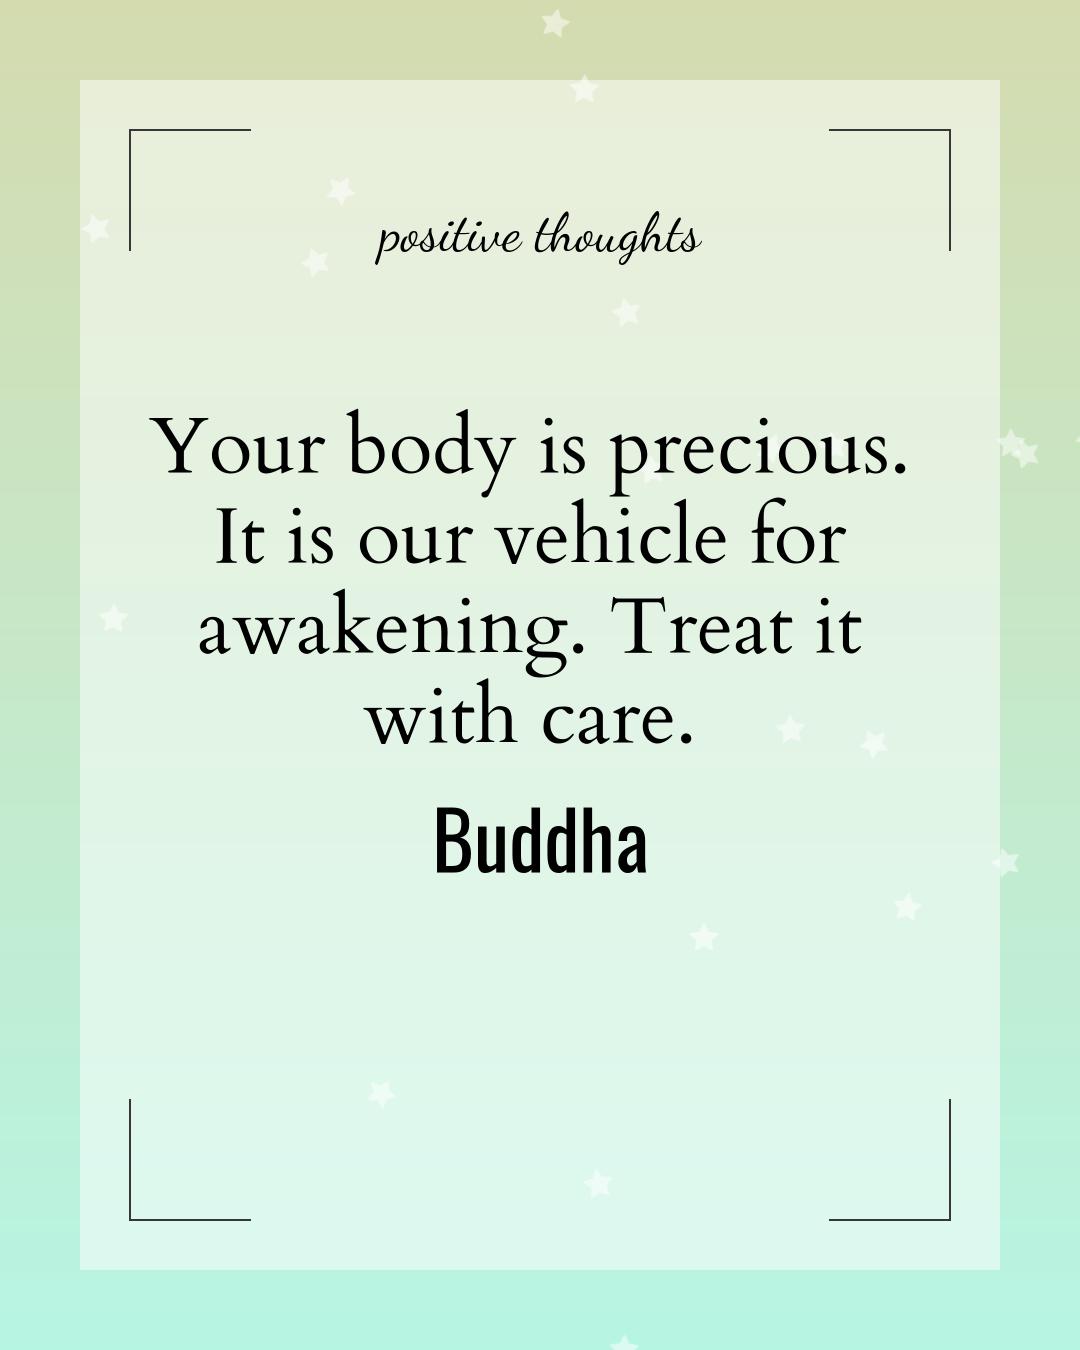 positive thoughts
Your body is precious.
It is our vehicle for
awakening. Treat it
with care.
Buddha